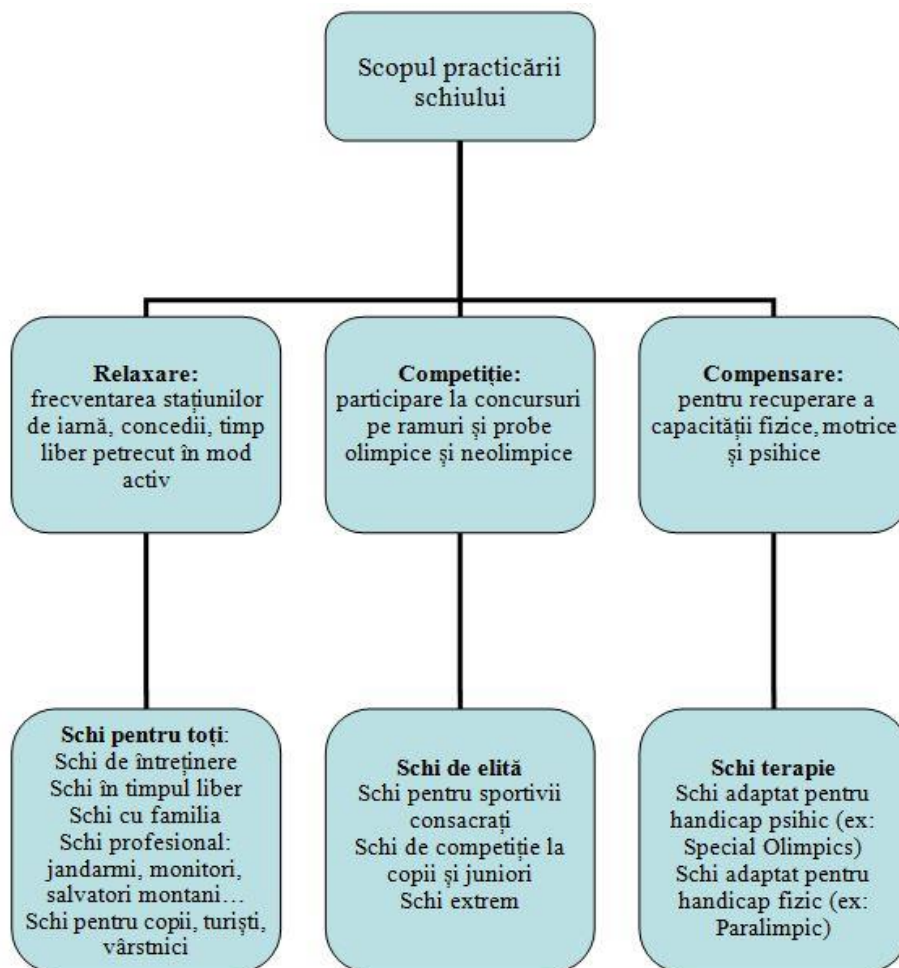 Scopul practicării
schiului
Relaxare:
frecventarea stațiunilor
de iarnă, concedii, timp
liber petrecut în mod
activ
Competiție:
participare la concursuri
pe ramuri și probe
olimpice și neolimpice
Compensare:
pentru recuperare a
capacității fizice, motrice
și psihice
Schi pentru toți:
Schi de întreținere
Schi în timpul liber
Schi cu familia
Schi profesional:
jandarmi, monitori,
salvatori montani…
Schi pentru copii, turiști,
vârstnici
Schi de elită
Schi pentru sportivii
consacrați
Schi de competiție la
copii și juniori
Schi extrem
Schi terapie
Schi adaptat pentru
handicap psihic (ex:
Special Olimpics)
Schi adaptat pentru
handicap fizic (ex:
Paralimpic)